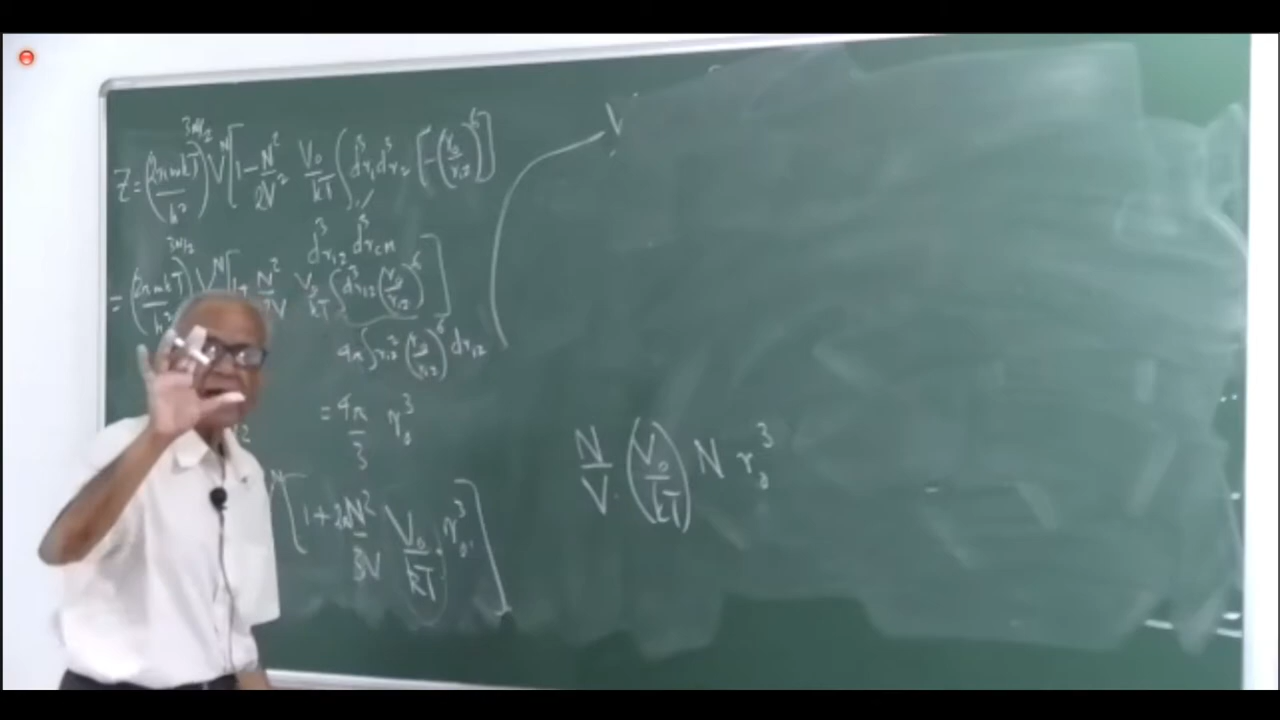 Z = (2πmkT/h²)^{3N/2} V^N [1 - N²/2V² V₀/kT ∫ d³r₁ d³r₂ [-(r₀/r₁₂)⁶]]
d³r₁₂ d³r_cm
= (2πmkT/h²)^{3N/2} V^N [1 + N²/2V V₀/kT ∫ d³r₁₂ (r₀/r₁₂)⁶]
4π ∫ r₁₂² (r₀/r₁₂)⁶ dr₁₂
= 4π/3 r₀³
[1 + 2πN²/3V V₀/kT · r₀³]
V
N/V (V₀/kT) N r₀³